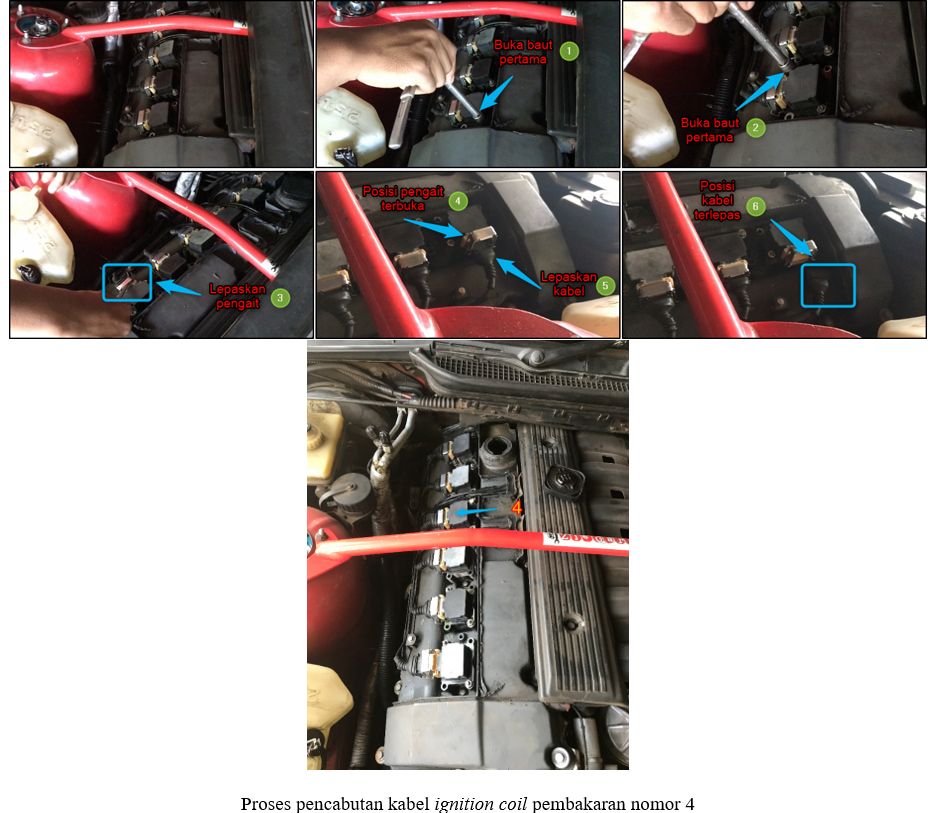 Buka baut
pertama
1
Buka baut
pertama
2
Lepaskan
pengait
3
Posisi pengait
terbuka
4
Lepaskan
kabel
5
Posisi
kabel
terlepas
6
4
Proses pencabutan kabel ignition coil pembakaran nomor 4